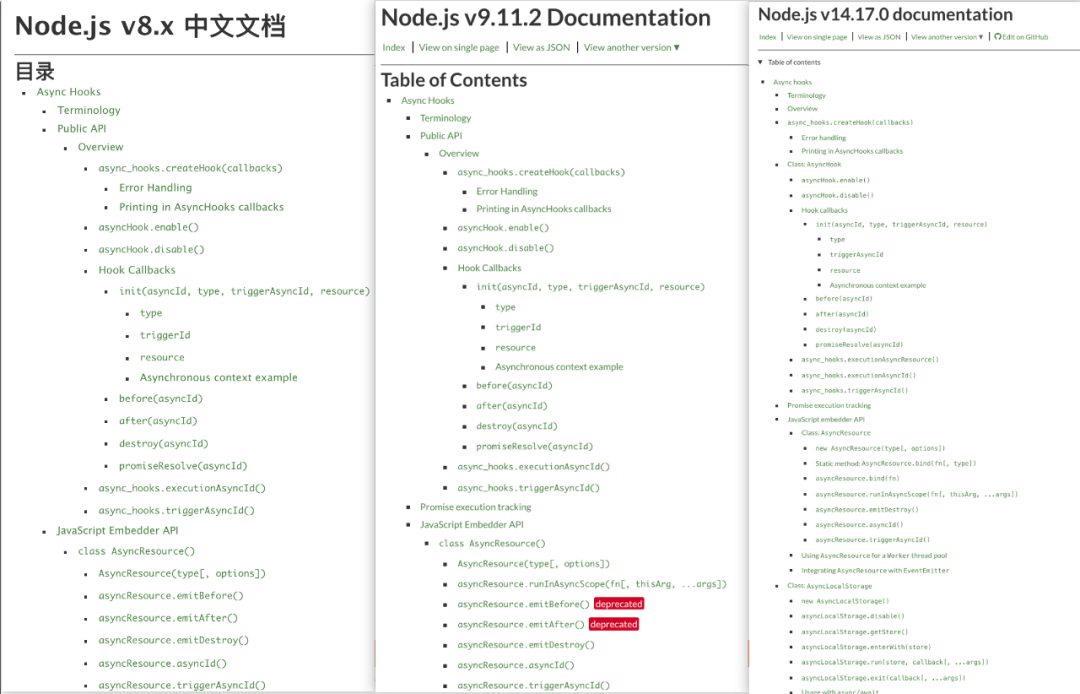 Node.js v8.x 中文文档
目录
Async Hooks
Terminology
Public API
Overview
async_hooks.createHook(callbacks)
Error Handling
Printing in AsyncHooks callbacks
asyncHook.enable()
asyncHook.disable()
Hook Callbacks
init(asyncId, type, triggerAsyncId, resource)
type
triggerId
resource
Asynchronous context example
before(asyncId)
after(asyncId)
destroy(asyncId)
promiseResolve(asyncId)
async_hooks.executionAsyncId()
async_hooks.triggerAsyncId()
JavaScript Embedder API
class AsyncResource()
AsyncResource(type[, options])
asyncResource.emitBefore()
asyncResource.emitAfter()
asyncResource.emitDestroy()
asyncResource.asyncId()
asyncResource.triggerAsyncId()
Node.js v9.11.2 Documentation
Index | View on single page | View as JSON | View another version ▼
Table of Contents
Async Hooks
Terminology
Public API
Overview
async_hooks.createHook(callbacks)
Error Handling
Printing in AsyncHooks callbacks
asyncHook.enable()
asyncHook.disable()
Hook Callbacks
init(asyncId, type, triggerAsyncId, resource)
type
triggerId
resource
Asynchronous context example
before(asyncId)
after(asyncId)
destroy(asyncId)
promiseResolve(asyncId)
async_hooks.executionAsyncId()
async_hooks.triggerAsyncId()
Promise execution tracking
JavaScript Embedder API
class AsyncResource()
AsyncResource(type[, options])
asyncResource.runInAsyncScope(fn[, thisArg, ...args])
asyncResource.emitBefore() deprecated
asyncResource.emitAfter() deprecated
asyncResource.emitDestroy()
asyncResource.asyncId()
asyncResource.triggerAsyncId()
Node.js v14.17.0 documentation
Index | View on single page | View as JSON | View another version ▼ | Edit on GitHub
▼ Table of contents
Async hooks
Terminology
Overview
async_hooks.createHook(callbacks)
Error handling
Printing in AsyncHooks callbacks
Class: AsyncHook
asyncHook.enable()
asyncHook.disable()
Hook callbacks
init(asyncId, type, triggerAsyncId, resource)
type
triggerAsyncId
resource
Asynchronous context example
before(asyncId)
after(asyncId)
destroy(asyncId)
promiseResolve(asyncId)
async_hooks.executionAsyncResource()
async_hooks.executionAsyncId()
async_hooks.triggerAsyncId()
Promise execution tracking
JavaScript embedder API
Class: AsyncResource
new AsyncResource(type[, options])
Static method: AsyncResource.bind(fn[, type])
asyncResource.bind(fn)
asyncResource.runInAsyncScope(fn[, thisArg, ...args])
asyncResource.emitDestroy()
asyncResource.asyncId()
asyncResource.triggerAsyncId()
Using AsyncResource for a Worker thread pool
Integrating AsyncResource with EventEmitter
Class: AsyncLocalStorage
new AsyncLocalStorage()
asyncLocalStorage.disable()
asyncLocalStorage.getStore()
asyncLocalStorage.enterWith(store)
asyncLocalStorage.run(store, callback[, ...args])
asyncLocalStorage.exit(callback[, ...args])
Usage with async/await